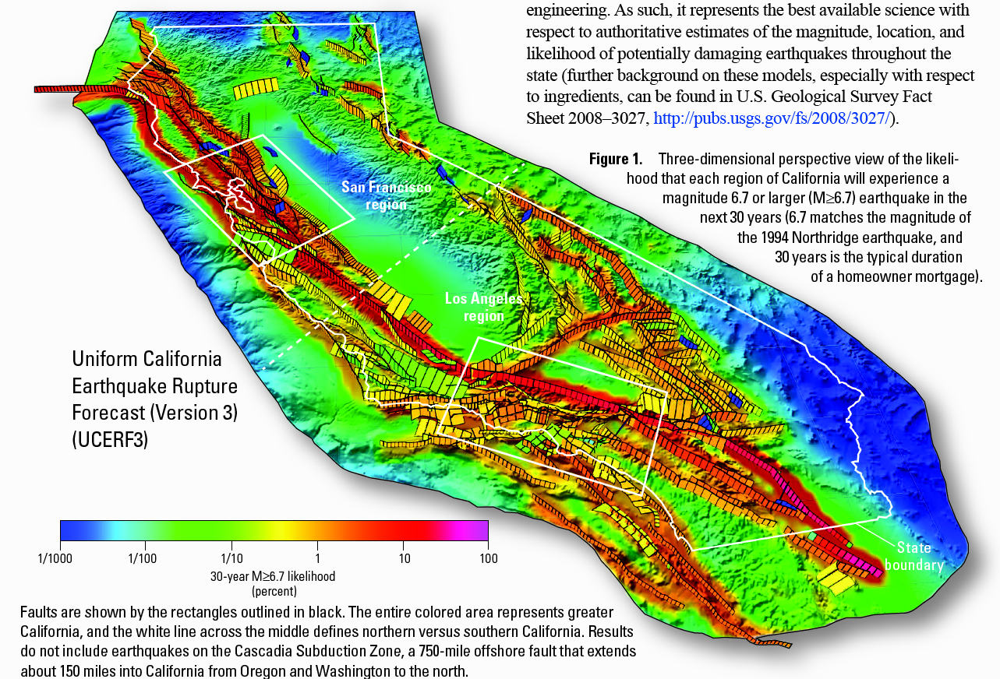 engineering. As such, it represents the best available science with
respect to authoritative estimates of the magnitude, location, and
likelihood of potentially damaging earthquakes throughout the
state (further background on these models, especially with respect
to ingredients, can be found in U.S. Geological Survey Fact
Sheet 2008–3027, http://pubs.usgs.gov/fs/2008/3027/).
Figure 1. Three-dimensional perspective view of the likeli-
hood that each region of California will experience a
magnitude 6.7 or larger (M≥6.7) earthquake in the
next 30 years (6.7 matches the magnitude of
the 1994 Northridge earthquake, and
30 years is the typical duration
of a homeowner mortgage).
San Francisco
region
Los Angeles
region
Uniform California
Earthquake Rupture
Forecast (Version 3)
(UCERF3)
State
boundary
1/1000 1/100 1/10 1 10 100
30-year M≥6.7 likelihood
(percent)
Faults are shown by the rectangles outlined in black. The entire colored area represents greater
California, and the white line across the middle defines northern versus southern California. Results
do not include earthquakes on the Cascadia Subduction Zone, a 750-mile offshore fault that extends
about 150 miles into California from Oregon and Washington to the north.